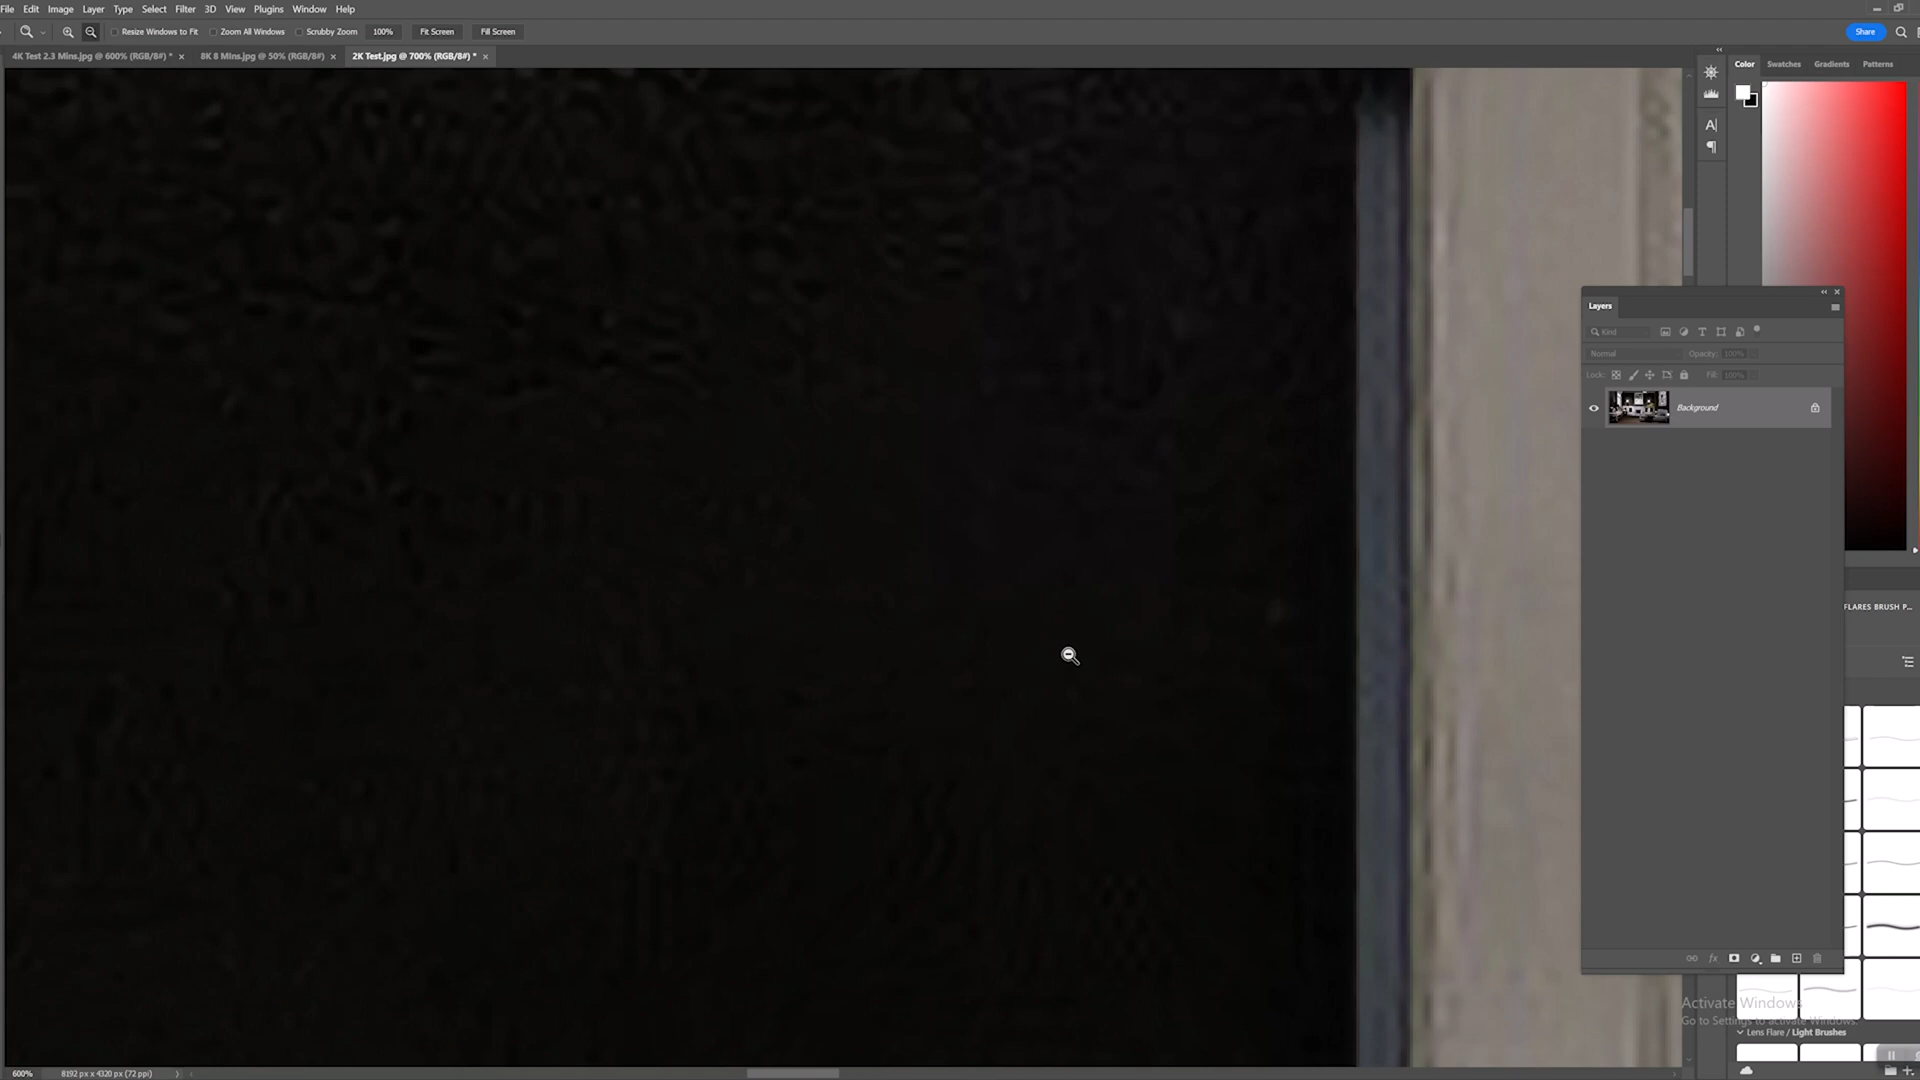 File Edit Image Layer Type Select Filter 3D View Plugins Window Help
Resize Windows to Fit Zoom All Windows Scrubby Zoom 100% Fit Screen Fill Screen
Share
4K Test 2.3 Mins.jpg @ 600% (RGB/8#) * × 8K 8 Mins.jpg @ 50% (RGB/8#) × 2K Test.jpg @ 700% (RGB/8#) * ×
Color Swatches Gradients Patterns
Layers
Kind
Normal Opacity: 100%
Lock: Fill: 100%
Background
FLARES BRUSH P...
Activate Windows
Go to Settings to activate Windows.
Lens Flare / Light Brushes
600% 8192 px x 4320 px (72 ppi)